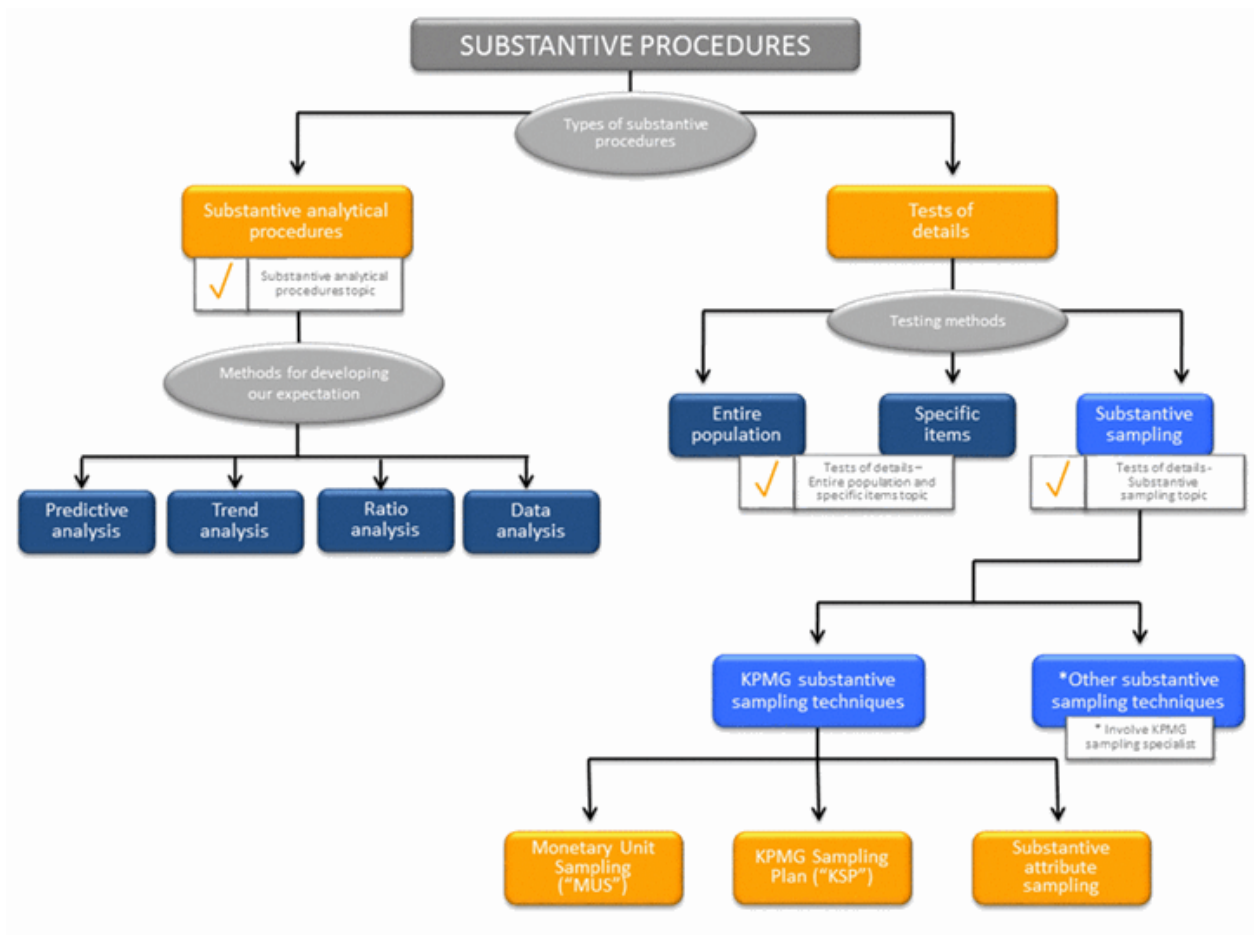 SUBSTANTIVE PROCEDURES
Types of substantive
procedures
Substantive analytical
procedures
Substantive analytical
procedures topic
Methods for developing
our expectation
Predictive
analysis
Trend
analysis
Ratio
analysis
Data
analysis
Tests of
details
Testing methods
Entire
population
Specific
items
Substantive
sampling
Tests of details –
Entire population and
specific items topic
Tests of details-
Substantive
sampling topic
KPMG substantive
sampling techniques
*Other substantive
sampling techniques
* Involve KPMG
sampling specialist
Monetary Unit
Sampling
("MUS")
KPMG Sampling
Plan ("KSP")
Substantive
attribute
sampling